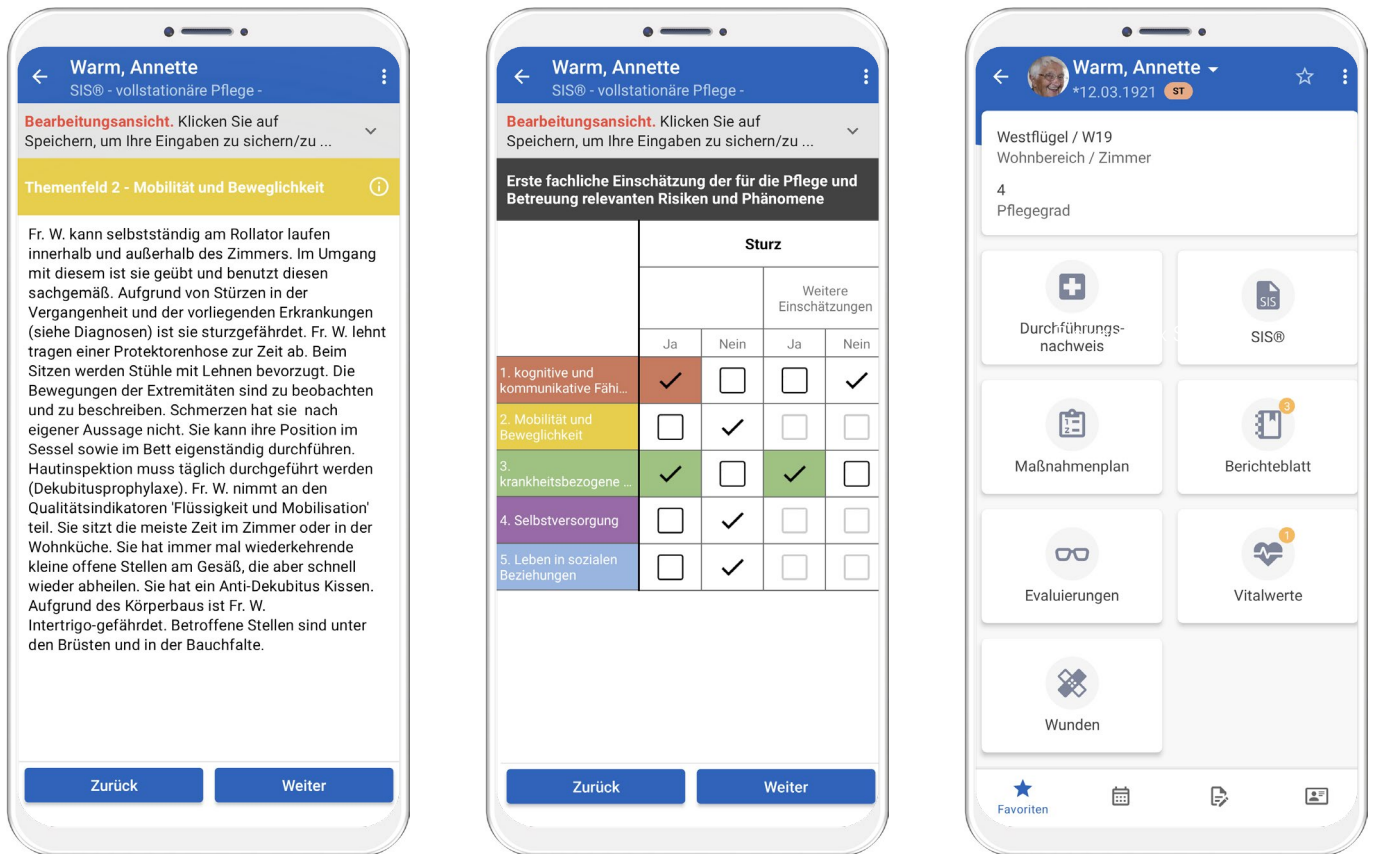 Warm, Annette
SIS® - vollstationäre Pflege -
Bearbeitungsansicht. Klicken Sie auf
Speichern, um Ihre Eingaben zu sichern/zu ...
Themenfeld 2 - Mobilität und Beweglichkeit
Fr. W. kann selbstständig am Rollator laufen
innerhalb und außerhalb des Zimmers. Im Umgang
mit diesem ist sie geübt und benutzt diesen
sachgemäß. Aufgrund von Stürzen in der
Vergangenheit und der vorliegenden Erkrankungen
(siehe Diagnosen) ist sie sturzgefährdet. Fr. W. lehnt
tragen einer Protektorenhose zur Zeit ab. Beim
Sitzen werden Stühle mit Lehnen bevorzugt. Die
Bewegungen der Extremitäten sind zu beobachten
und zu beschreiben. Schmerzen hat sie nach
eigener Aussage nicht. Sie kann ihre Position im
Sessel sowie im Bett eigenständig durchführen.
Hautinspektion muss täglich durchgeführt werden
(Dekubitusprophylaxe). Fr. W. nimmt an den
Qualitätsindikatoren 'Flüssigkeit und Mobilisation'
teil. Sie sitzt die meiste Zeit im Zimmer oder in der
Wohnküche. Sie hat immer mal wiederkehrende
kleine offene Stellen am Gesäß, die aber schnell
wieder abheilen. Sie hat ein Anti-Dekubitus Kissen.
Aufgrund des Körperbaus ist Fr. W.
Intertrigo-gefährdet. Betroffene Stellen sind unter
den Brüsten und in der Bauchfalte.
Zurück
Weiter
Warm, Annette
SIS® - vollstationäre Pflege -
Bearbeitungsansicht. Klicken Sie auf
Speichern, um Ihre Eingaben zu sichern/zu ...
Erste fachliche Einschätzung der für die Pflege und
Betreuung relevanten Risiken und Phänomene
Sturz
Weitere
Einschätzungen
Ja Nein Ja Nein
1. kognitive und
kommunikative Fähi...
2. Mobilität und
Beweglichkeit
3.
krankheitsbezogene ...
4. Selbstversorgung
5. Leben in sozialen
Beziehungen
Zurück
Weiter
Warm, Annette
*12.03.1921 ST
Westflügel / W19
Wohnbereich / Zimmer
4
Pflegegrad
Durchführungs-
nachweis
SIS
SIS®
Maßnahmenplan
3
Berichteblatt
Evaluierungen
1
Vitalwerte
Wunden
Favoriten